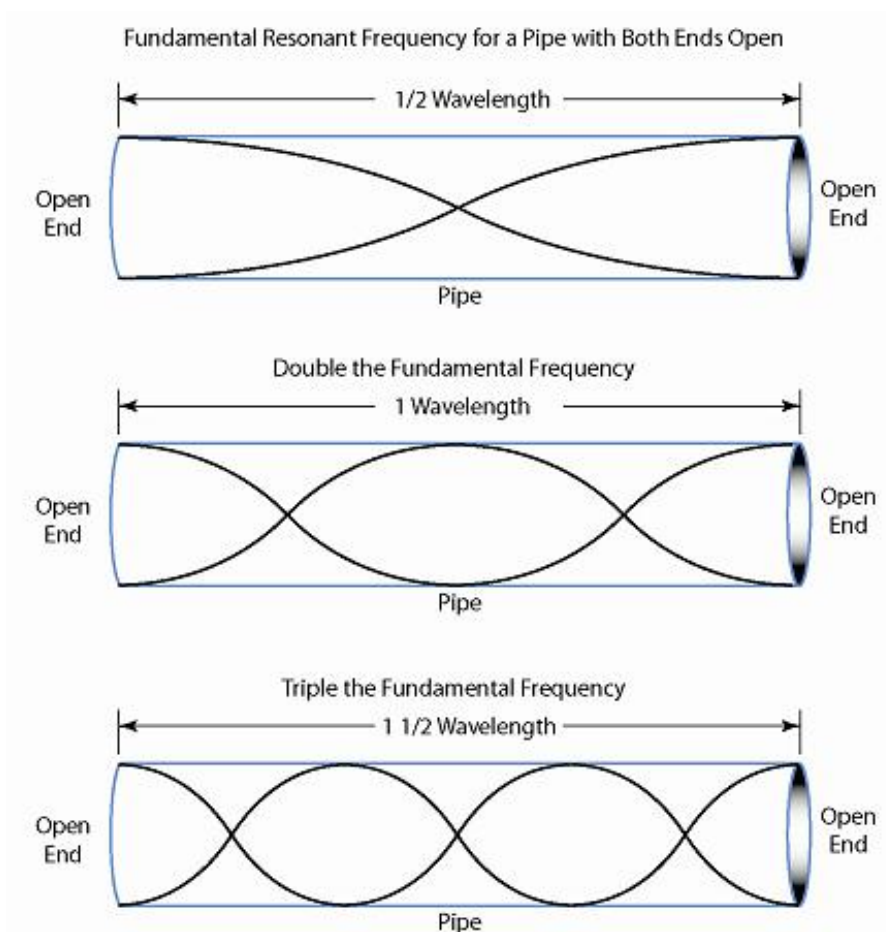 Fundamental Resonant Frequency for a Pipe with Both Ends Open
1/2 Wavelength
Open
End
Open
End
Pipe
Double the Fundamental Frequency
1 Wavelength
Open
End
Open
End
Pipe
Triple the Fundamental Frequency
1 1/2 Wavelength
Open
End
Open
End
Pipe